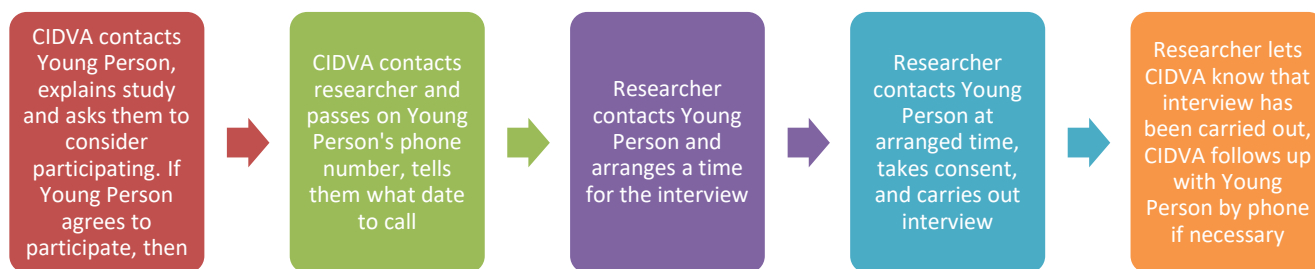 CIDVA contacts
Young Person,
explains study
and asks them to
consider
participating. If
Young Person
agrees to
participate, then
CIDVA contacts
researcher and
passes on Young
Person's phone
number, tells
them what date
to call
Researcher
contacts Young
Person and
arranges a time
for the interview
Researcher
contacts Young
Person at
arranged time,
takes consent,
and carries out
interview
Researcher lets
CIDVA know that
interview has
been carried out,
CIDVA follows up
with Young
Person by phone
if necessary